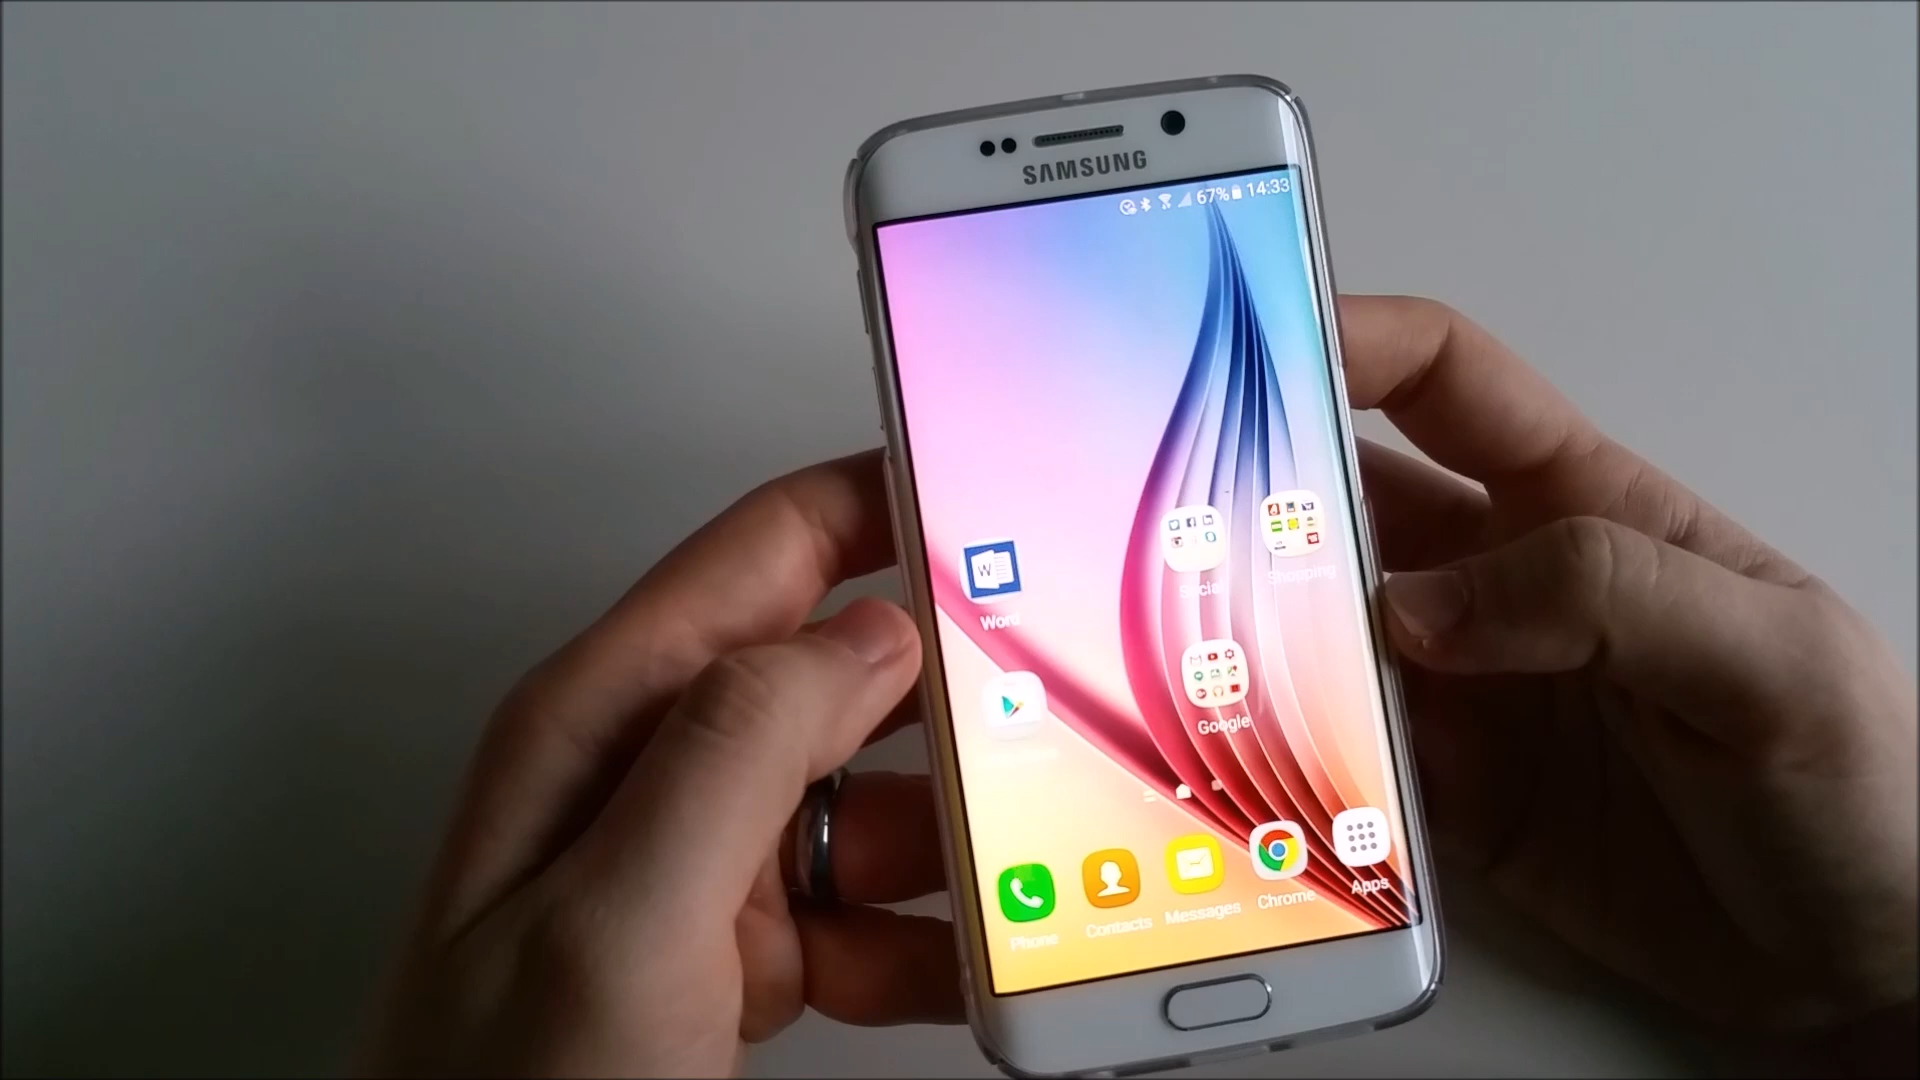 SAMSUNG
67% 14:33
Word
Social
Shopping
Google
Phone
Contacts
Messages
Chrome
Apps